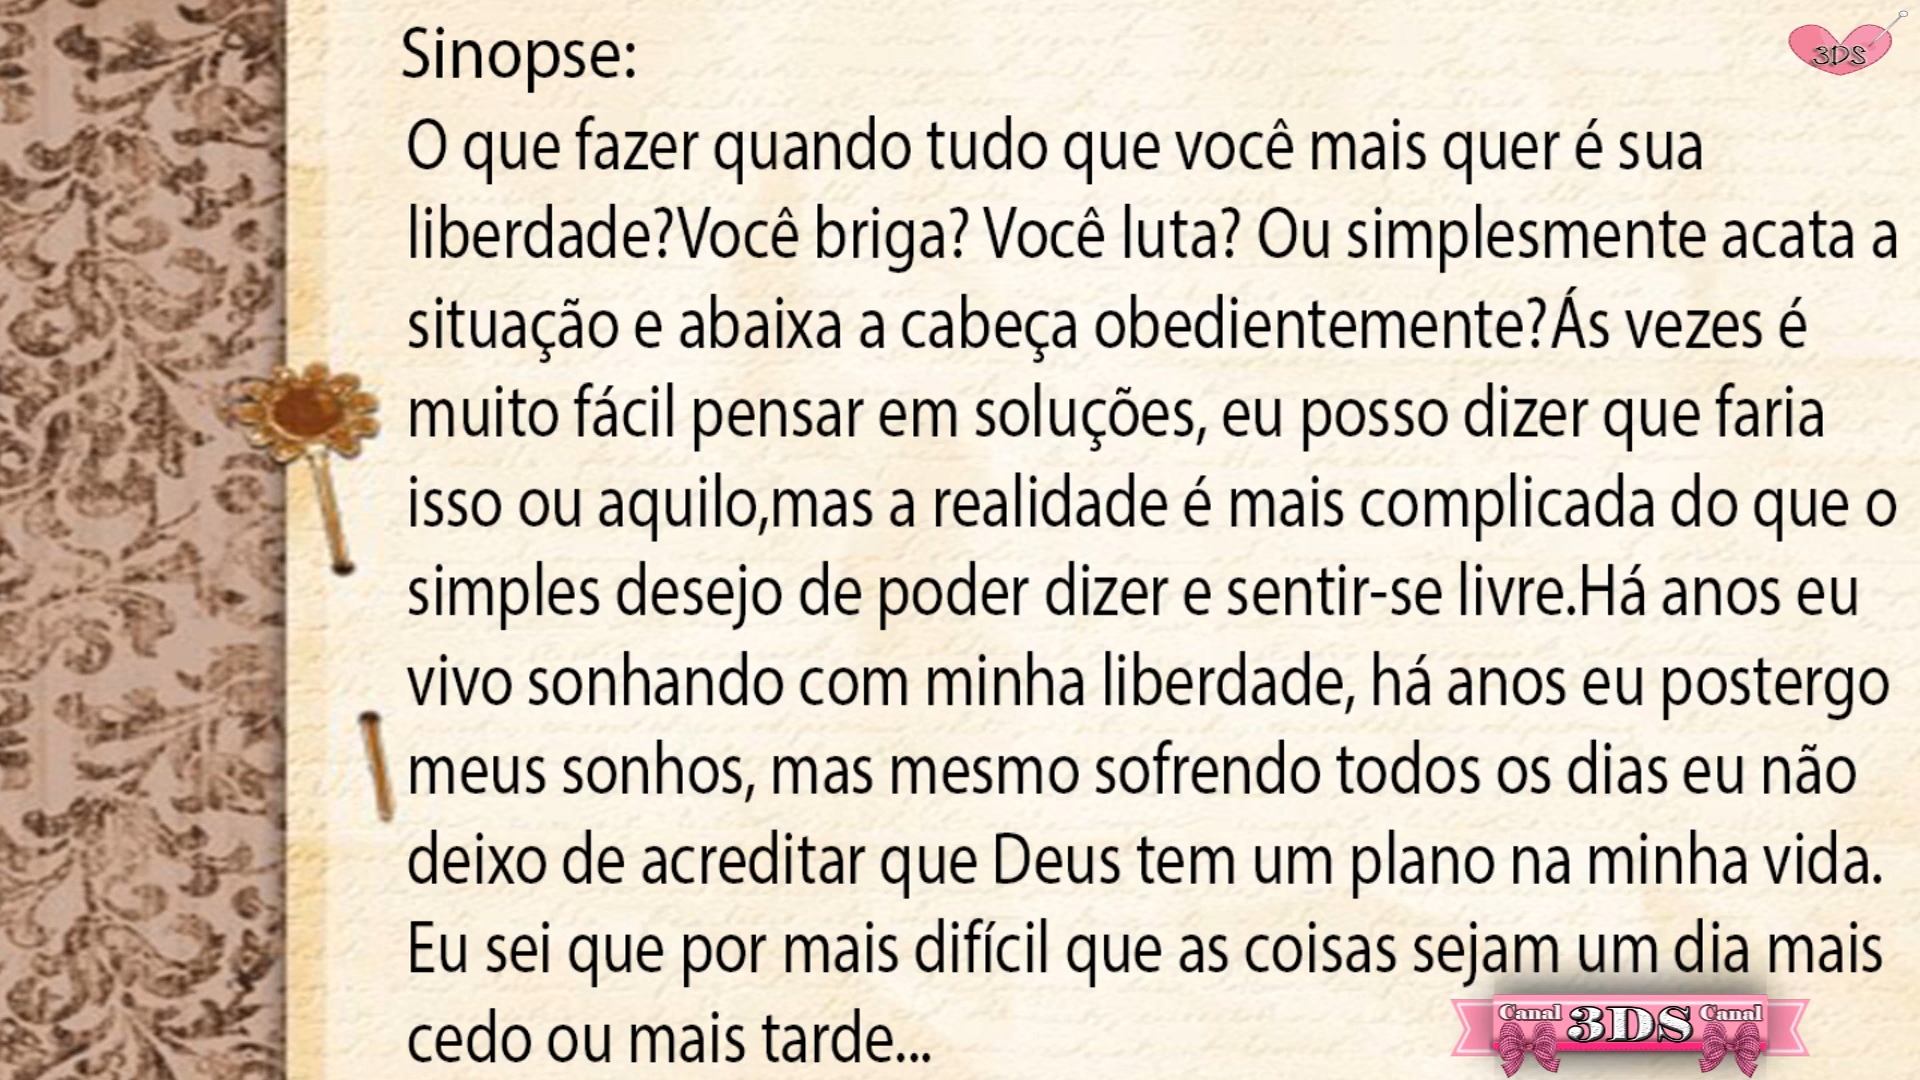 Sinopse:
3DS
O que fazer quando tudo que você mais quer é sua
liberdade?Você briga? Você luta? Ou simplesmente acata a
situação e abaixa a cabeça obedientemente?Ás vezes é
muito fácil pensar em soluções, eu posso dizer que faria
isso ou aquilo,mas a realidade é mais complicada do que o
simples desejo de poder dizer e sentir-se livre.Há anos eu
vivo sonhando com minha liberdade, há anos eu postergo
meus sonhos, mas mesmo sofrendo todos os dias eu não
deixo de acreditar que Deus tem um plano na minha vida.
Eu sei que por mais difícil que as coisas sejam um dia mais
cedo ou mais tarde...
Canal 3DS Canal